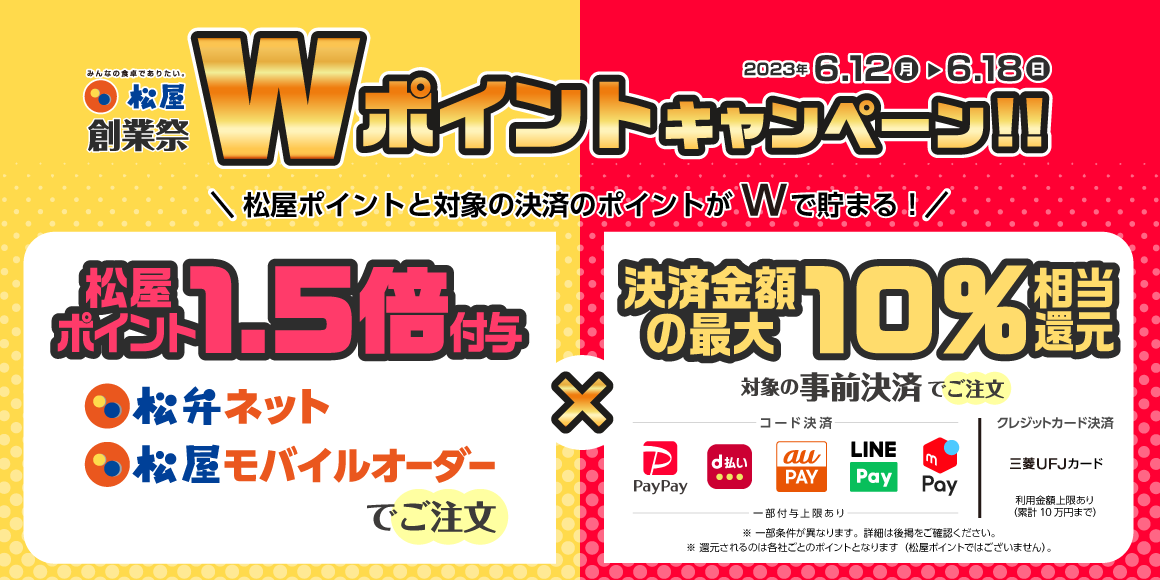 みんなの食卓でありたい。
松屋
創業祭
Wポイントキャンペーン!!
2023年 6.12月▶6.18日
\ 松屋ポイントと対象の決済のポイントが Wで貯まる！/
松屋
ポイント1.5倍付与
松弁ネット
松屋モバイルオーダー
でご注文
×
決済金額
の最大10%相当
還元
対象の事前決済でご注文
コード決済
PayPay
d払い
au
PAY
LINE
Pay
m
Pay
一部付与上限あり
クレジットカード決済
三菱UFJカード
利用金額上限あり
（累計10万円まで）
※ 一部条件が異なります。詳細は後掲をご確認ください。
※ 還元されるのは各社ごとのポイントとなります（松屋ポイントではございません）。